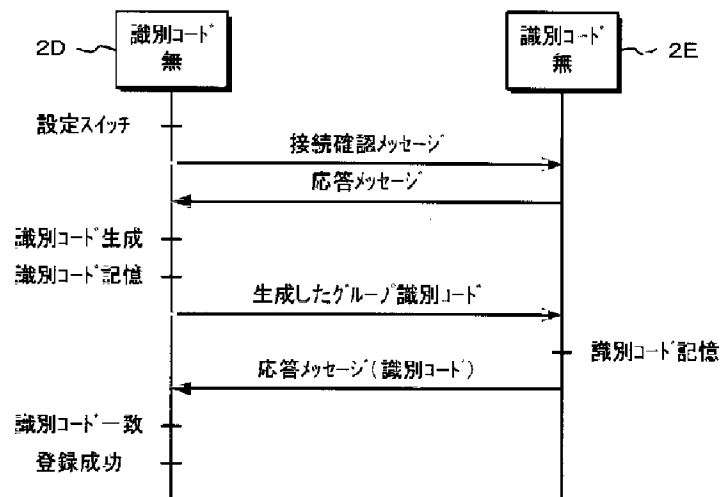 2D
識別コード
無
識別コード
無
2E
設定スイッチ
接続確認メッセージ
応答メッセージ
識別コード生成
識別コード記憶
生成したグループ識別コード
識別コード記憶
応答メッセージ(識別コード)
識別コード一致
登録成功